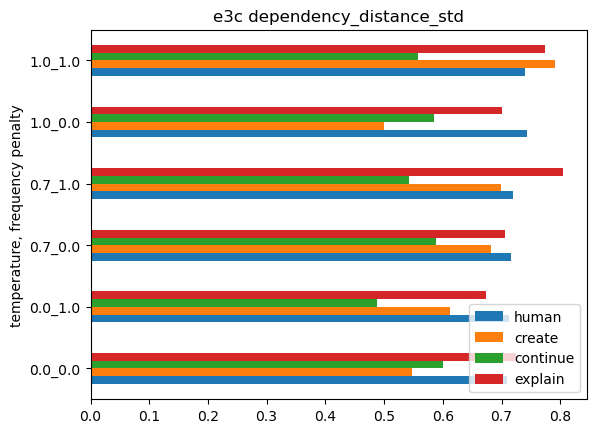 e3c dependency_distance_std
temperature, frequency penalty
1.0_1.0
1.0_0.0
0.7_1.0
0.7_0.0
0.0_1.0
0.0_0.0
human
create
continue
explain
0.0 0.1 0.2 0.3 0.4 0.5 0.6 0.7 0.8